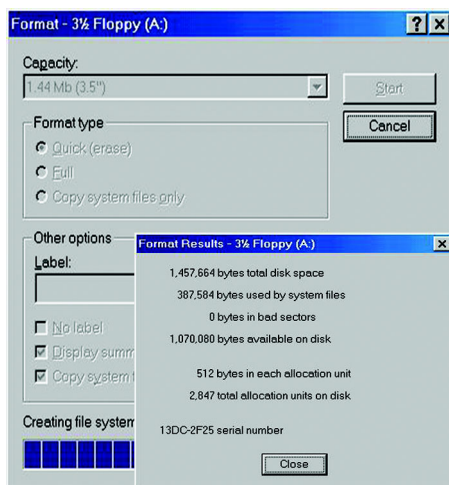 Format - 3½ Floppy (A:)
Capacity:
1.44 Mb (3.5")
Start
Cancel
Format type
Quick (erase)
Full
Copy system files only
Other options
Label:
No label
Display summ
Copy system f
Creating file system
Format Results - 3½ Floppy (A:)
1,457,664 bytes total disk space
387,584 bytes used by system files
0 bytes in bad sectors
1,070,080 bytes available on disk
512 bytes in each allocation unit
2,847 total allocation units on disk
13DC-2F25 serial number
Close